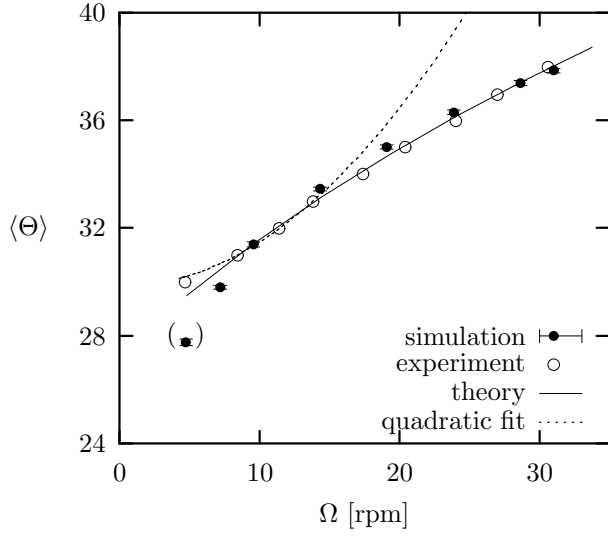 40
36
32
28
24
⟨Θ⟩
( )
simulation
experiment
theory
quadratic fit
0 10 20 30
Ω [rpm]